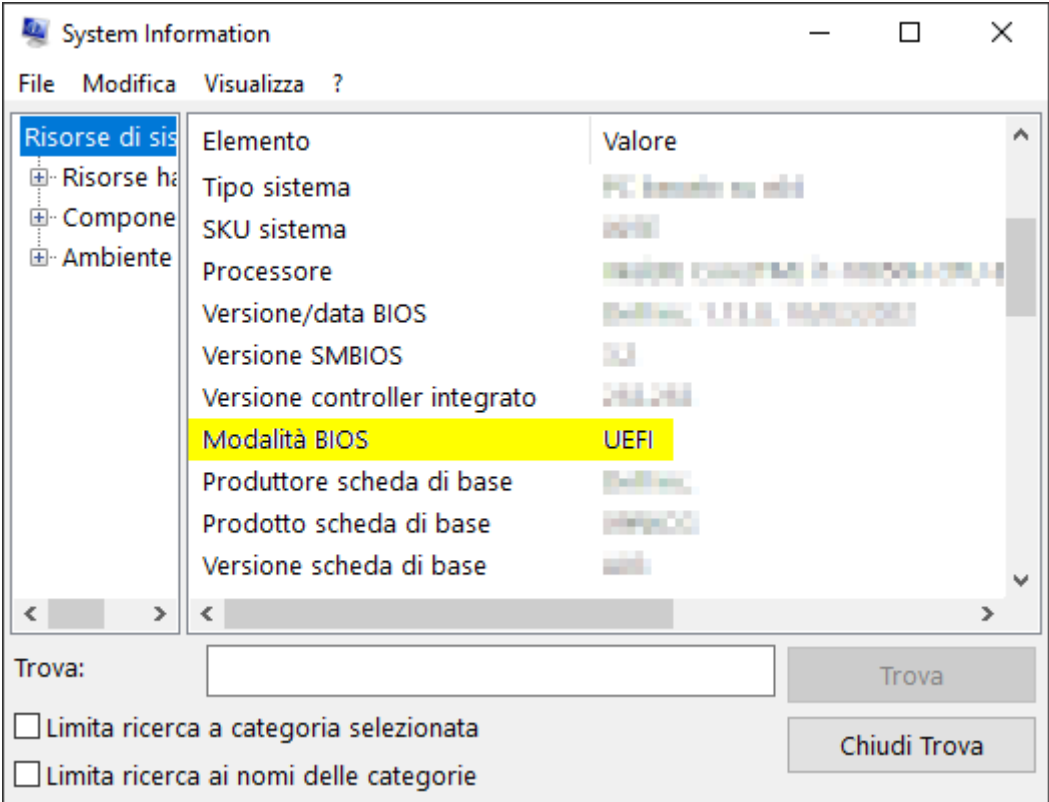 System Information
File Modifica Visualizza ?
Risorse di sis
Risorse ha
Compone
Ambiente
Elemento Valore
Tipo sistema
SKU sistema
Processore
Versione/data BIOS
Versione SMBIOS
Versione controller integrato
Modalità BIOS UEFI
Produttore scheda di base
Prodotto scheda di base
Versione scheda di base
Trova:
Trova
Limita ricerca a categoria selezionata
Chiudi Trova
Limita ricerca ai nomi delle categorie